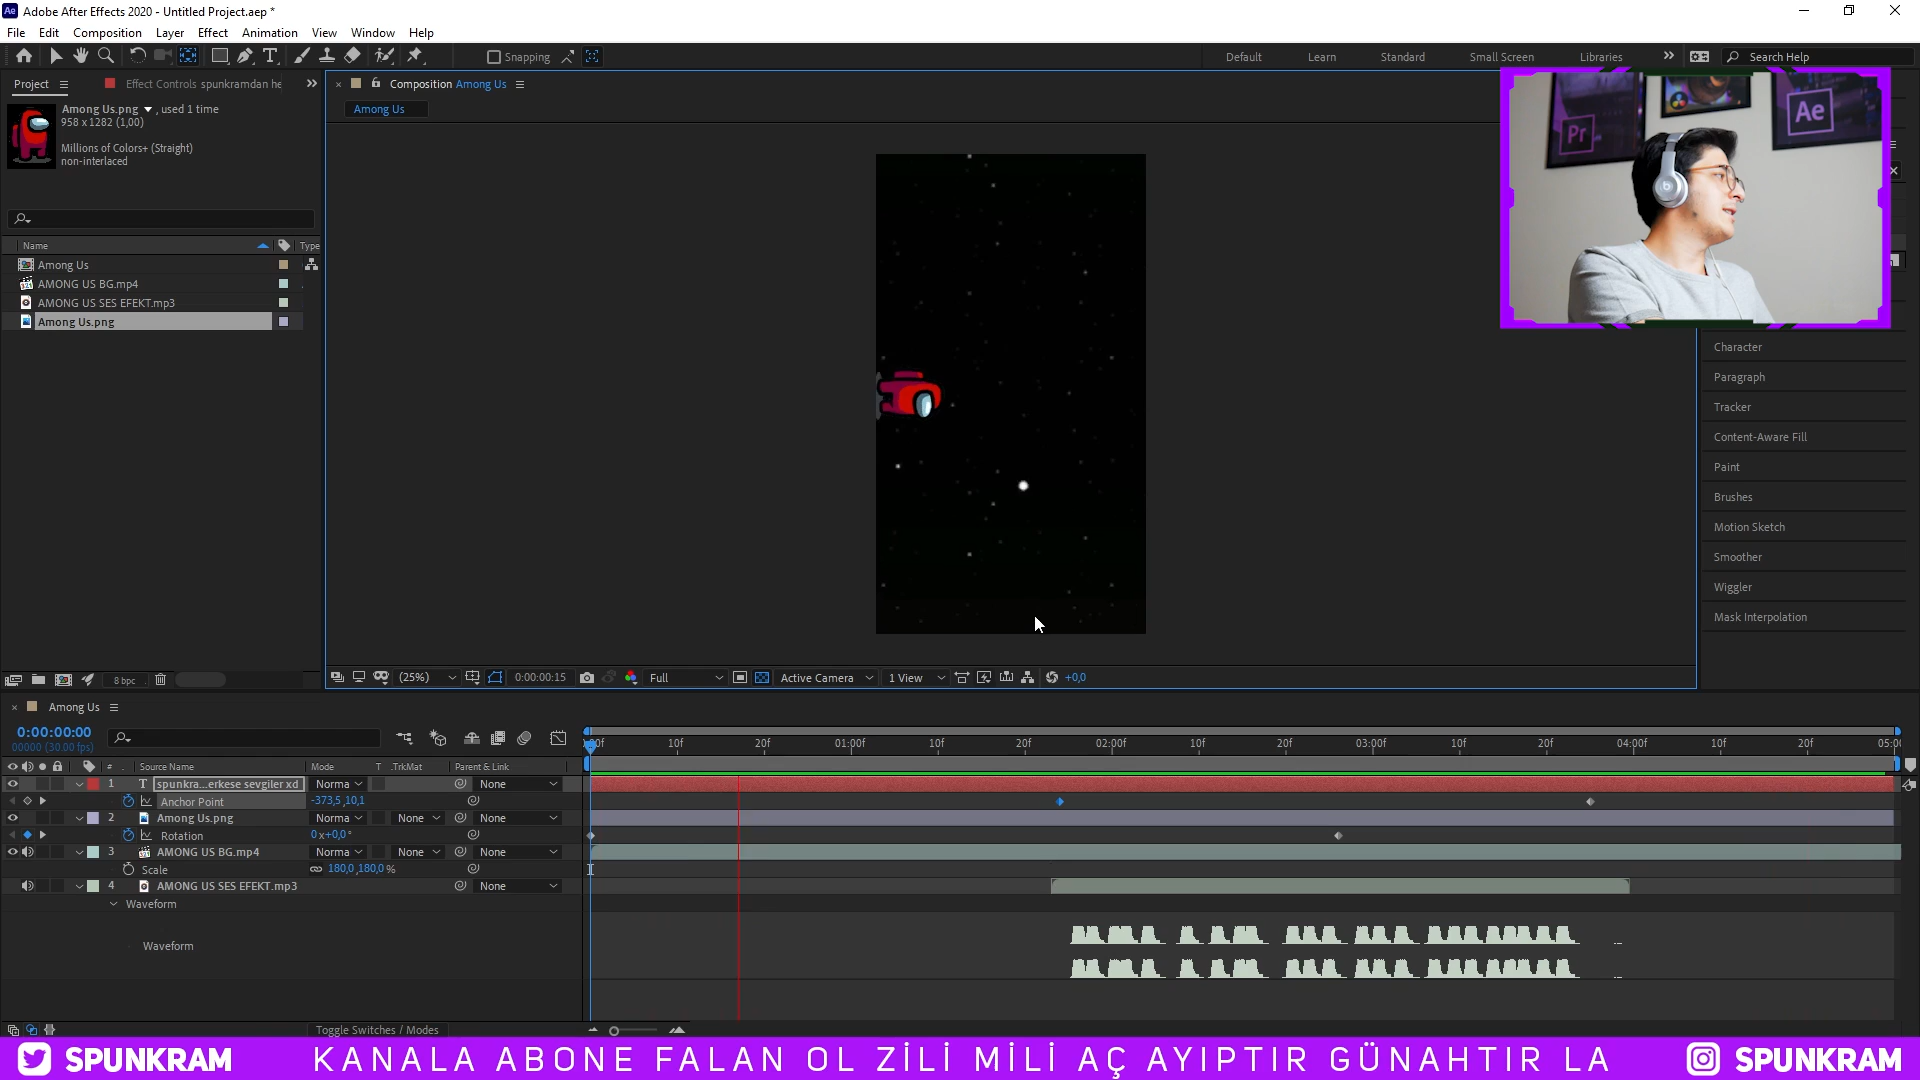 Ae Adobe After Effects 2020 - Untitled Project.aep *
File Edit Composition Layer Effect Animation View Window Help
Snapping Default Learn Standard Small Screen Libraries Search Help
Project Effect Controls spunkramdan he
Composition Among Us
Among Us
Among Us.png , used 1 time
958 x 1282 (1,00)
Millions of Colors+ (Straight)
non-interlaced
Pr
Ae
Name Type
Among Us
AMONG US BG.mp4
AMONG US SES EFEKT.mp3
Among Us.png
Character
Paragraph
Tracker
Content-Aware Fill
Paint
Brushes
Motion Sketch
Smoother
Wiggler
Mask Interpolation
8 bpc
(25%) 0:00:00:15 Full Active Camera 1 View +0,0
Among Us
0:00:00:00
00000 (30.00 fps)
10f 20f 01:00f 10f 20f 02:00f 10f 20f 03:00f 10f 20f 04:00f 10f 20f
# Source Name Mode T .TrkMat Parent & Link
1 T spunkra...erkese sevgiler xd Norma None
Anchor Point -373,5,10,1
2 Among Us.png Norma None None
Rotation 0x+0,0°
3 AMONG US BG.mp4 Norma None None
Scale 180,0,180,0%
4 AMONG US SES EFEKT.mp3 None
Waveform
Waveform
Toggle Switches / Modes
SPUNKRAM KANALA ABONE FALAN OL ZİLİ MİLİ AÇ AYIPTIR GÜNAHTIR LA SPUNKRAM